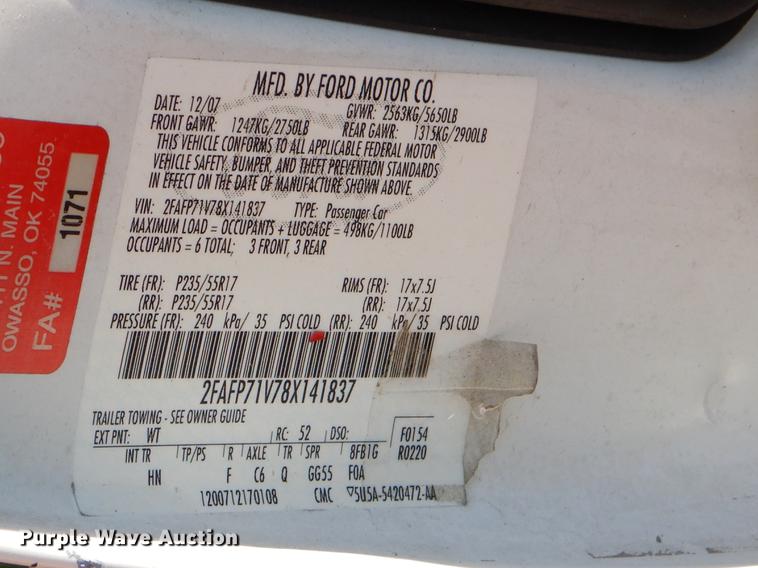 MFD. BY FORD MOTOR CO.
DATE: 12/07 GVWR: 2563KG/5650LB
FRONT GAWR: 1247KG/2750LB REAR GAWR: 1315KG/2900LB
THIS VEHICLE CONFORMS TO ALL APPLICABLE FEDERAL MOTOR
VEHICLE SAFETY, BUMPER, AND THEFT PREVENTION STANDARDS
IN EFFECT ON THE DATE OF MANUFACTURE SHOWN ABOVE.
VIN: 2FAFP71V78X141837 TYPE: Passenger Car
MAXIMUM LOAD = OCCUPANTS + LUGGAGE = 498KG/1100LB
OCCUPANTS = 6 TOTAL; 3 FRONT, 3 REAR
TIRE (FR): P235/55R17 RIMS (FR): 17x7.5J
(RR): P235/55R17 (RR): 17x7.5J
PRESSURE (FR): 240 kPa/ 35 PSI COLD (RR): 240 kPa/ 35 PSI COLD
2FAFP71V78X141837
TRAILER TOWING - SEE OWNER GUIDE
EXT PNT: WT RC: 52 DSO: F0154
INT TR TP/PS R AXLE TR SPR 8FB1G R0220
HN F C6 Q GG55 F0A
1200712170108 CMC ▽5U5A-5420472-AA
N. MAIN
OWASSO, OK 74055
FA# 1071
Purple Wave Auction